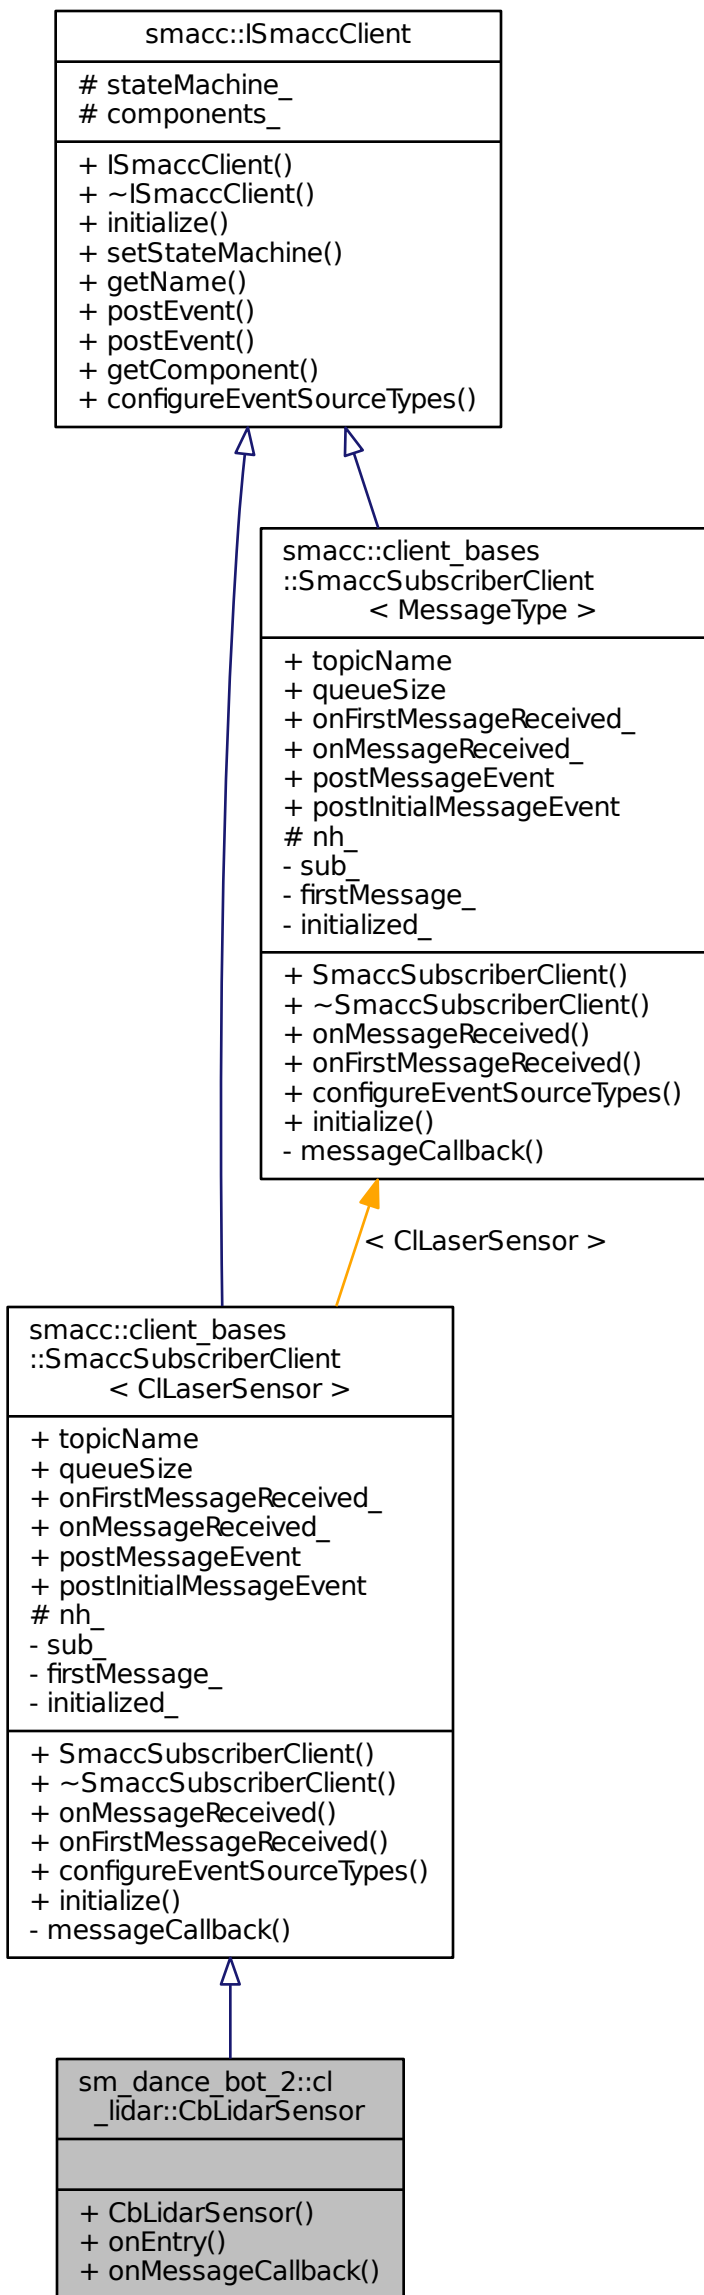 smacc::ISmaccClient
# stateMachine_
# components_
+ ISmaccClient()
+ ~ISmaccClient()
+ initialize()
+ setStateMachine()
+ getName()
+ postEvent()
+ postEvent()
+ getComponent()
+ configureEventSourceTypes()
smacc::client_bases
::SmaccSubscriberClient
< MessageType >
+ topicName
+ queueSize
+ onFirstMessageReceived_
+ onMessageReceived_
+ postMessageEvent
+ postInitialMessageEvent
# nh_
- sub_
- firstMessage_
- initialized_
+ SmaccSubscriberClient()
+ ~SmaccSubscriberClient()
+ onMessageReceived()
+ onFirstMessageReceived()
+ configureEventSourceTypes()
+ initialize()
- messageCallback()
< ClLaserSensor >
smacc::client_bases
::SmaccSubscriberClient
< ClLaserSensor >
+ topicName
+ queueSize
+ onFirstMessageReceived_
+ onMessageReceived_
+ postMessageEvent
+ postInitialMessageEvent
# nh_
- sub_
- firstMessage_
- initialized_
+ SmaccSubscriberClient()
+ ~SmaccSubscriberClient()
+ onMessageReceived()
+ onFirstMessageReceived()
+ configureEventSourceTypes()
+ initialize()
- messageCallback()
sm_dance_bot_2::cl
_lidar::CbLidarSensor
+ CbLidarSensor()
+ onEntry()
+ onMessageCallback()